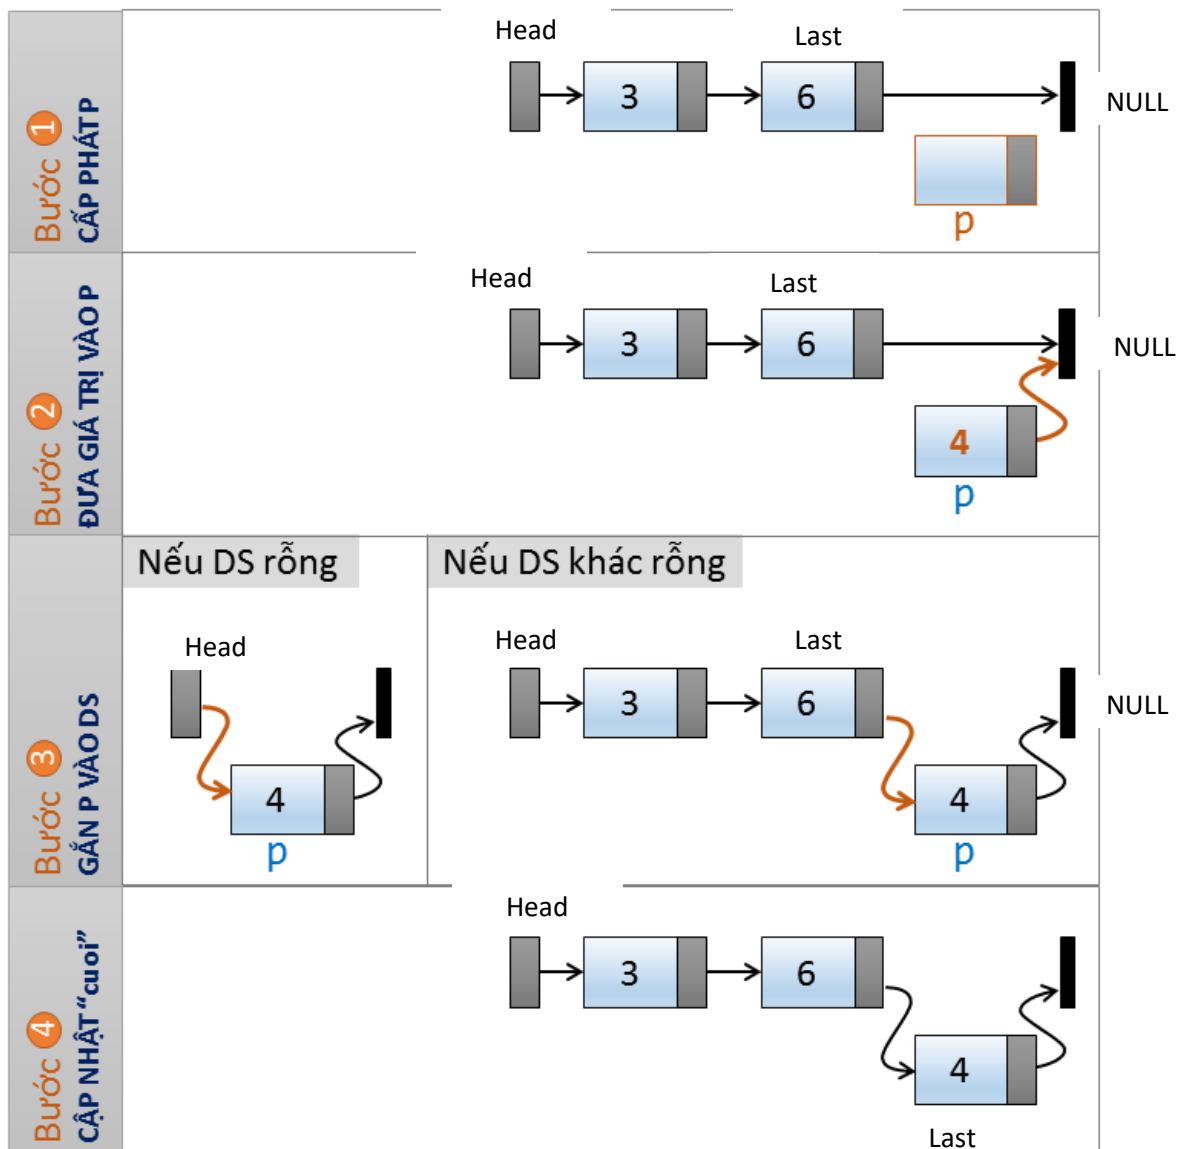 Bước 1
CẤP PHÁT P
Head
Last
3
6
NULL
p
Bước 2
ĐƯA GIÁ TRỊ VÀO P
Head
Last
3
6
NULL
4
p
Bước 3
GẮN P VÀO DS
Nếu DS rỗng
Head
4
p
Nếu DS khác rỗng
Head
Last
3
6
NULL
4
p
Bước 4
CẬP NHẬT “cuoi”
Head
3
6
4
Last